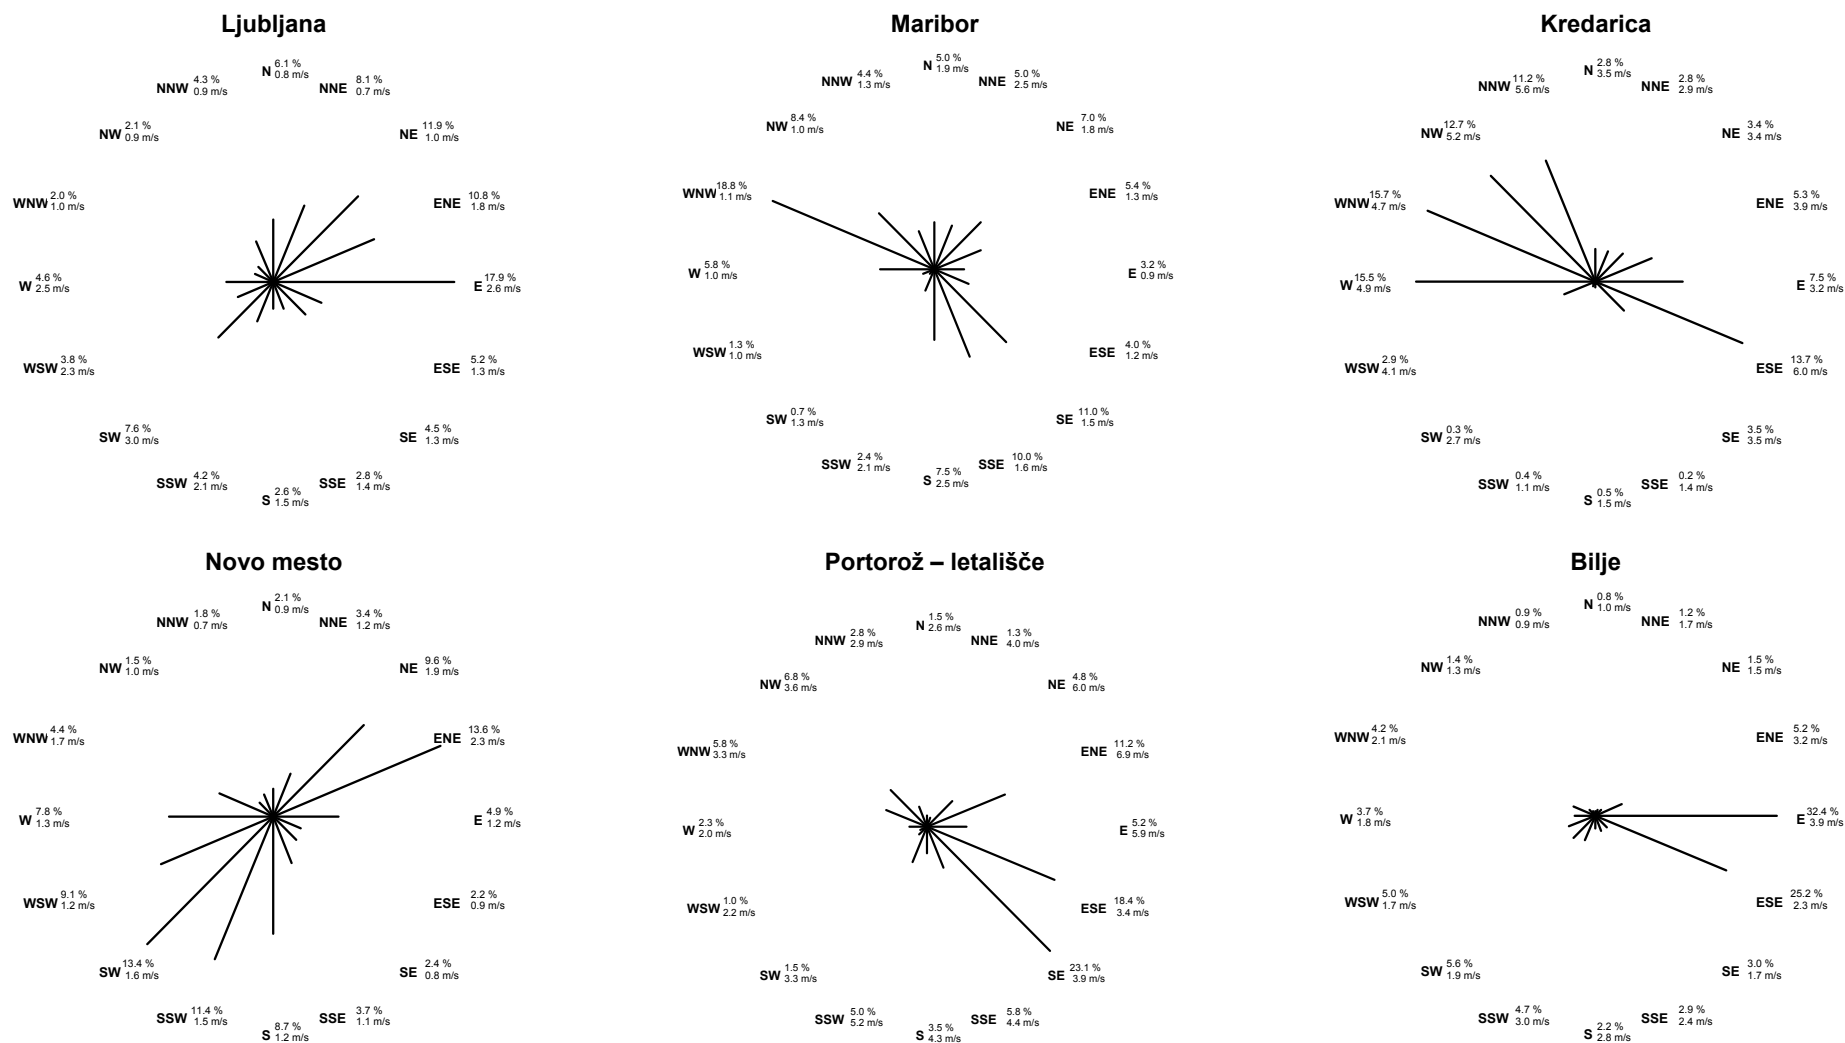 Ljubljana
N 6.1 %
0.8 m/s
NNE 8.1 %
0.7 m/s
NE 11.9 %
1.0 m/s
ENE 10.8 %
1.8 m/s
E 17.9 %
2.6 m/s
ESE 5.2 %
1.3 m/s
SE 4.5 %
1.3 m/s
SSE 2.8 %
1.4 m/s
S 2.6 %
1.5 m/s
SSW 4.2 %
2.1 m/s
SW 7.6 %
3.0 m/s
WSW 3.8 %
2.3 m/s
W 4.6 %
2.5 m/s
WNW 2.0 %
1.0 m/s
NW 2.1 %
0.9 m/s
NNW 4.3 %
0.9 m/s
Maribor
N 5.0 %
1.9 m/s
NNE 5.0 %
2.5 m/s
NE 7.0 %
1.8 m/s
ENE 5.4 %
1.3 m/s
E 3.2 %
0.9 m/s
ESE 4.0 %
1.2 m/s
SE 11.0 %
1.5 m/s
SSE 10.0 %
1.6 m/s
S 7.5 %
2.5 m/s
SSW 2.4 %
2.1 m/s
SW 0.7 %
1.3 m/s
WSW 1.3 %
1.0 m/s
W 5.8 %
1.0 m/s
WNW 18.8 %
1.1 m/s
NW 8.4 %
1.0 m/s
NNW 4.4 %
1.3 m/s
Kredarica
N 2.8 %
3.5 m/s
NNE 2.8 %
2.9 m/s
NE 3.4 %
3.4 m/s
ENE 5.3 %
3.9 m/s
E 7.5 %
3.2 m/s
ESE 13.7 %
6.0 m/s
SE 3.5 %
3.5 m/s
SSE 0.2 %
1.4 m/s
S 0.5 %
1.5 m/s
SSW 0.4 %
1.1 m/s
SW 0.3 %
2.7 m/s
WSW 2.9 %
4.1 m/s
W 15.5 %
4.9 m/s
WNW 15.7 %
4.7 m/s
NW 12.7 %
5.2 m/s
NNW 11.2 %
5.6 m/s
Novo mesto
N 2.1 %
0.9 m/s
NNE 3.4 %
1.2 m/s
NE 9.6 %
1.9 m/s
ENE 13.6 %
2.3 m/s
E 4.9 %
1.2 m/s
ESE 2.2 %
0.9 m/s
SE 2.4 %
0.8 m/s
SSE 3.7 %
1.1 m/s
S 8.7 %
1.2 m/s
SSW 11.4 %
1.5 m/s
SW 13.4 %
1.6 m/s
WSW 9.1 %
1.2 m/s
W 7.8 %
1.3 m/s
WNW 4.4 %
1.7 m/s
NW 1.5 %
1.0 m/s
NNW 1.8 %
0.7 m/s
Portorož – letališče
N 1.5 %
2.6 m/s
NNE 1.3 %
4.0 m/s
NE 4.8 %
6.0 m/s
ENE 11.2 %
6.9 m/s
E 5.2 %
5.9 m/s
ESE 18.4 %
3.4 m/s
SE 23.1 %
3.9 m/s
SSE 5.8 %
4.4 m/s
S 3.5 %
4.3 m/s
SSW 5.0 %
5.2 m/s
SW 1.5 %
3.3 m/s
WSW 1.0 %
2.2 m/s
W 2.3 %
2.0 m/s
WNW 5.8 %
3.3 m/s
NW 6.8 %
3.6 m/s
NNW 2.8 %
2.9 m/s
Bilje
N 0.8 %
1.0 m/s
NNE 1.2 %
1.7 m/s
NE 1.5 %
1.5 m/s
ENE 5.2 %
3.2 m/s
E 32.4 %
3.9 m/s
ESE 25.2 %
2.3 m/s
SE 3.0 %
1.7 m/s
SSE 2.9 %
2.4 m/s
S 2.2 %
2.8 m/s
SSW 4.7 %
3.0 m/s
SW 5.6 %
1.9 m/s
WSW 5.0 %
1.7 m/s
W 3.7 %
1.8 m/s
WNW 4.2 %
2.1 m/s
NW 1.4 %
1.3 m/s
NNW 0.9 %
0.9 m/s